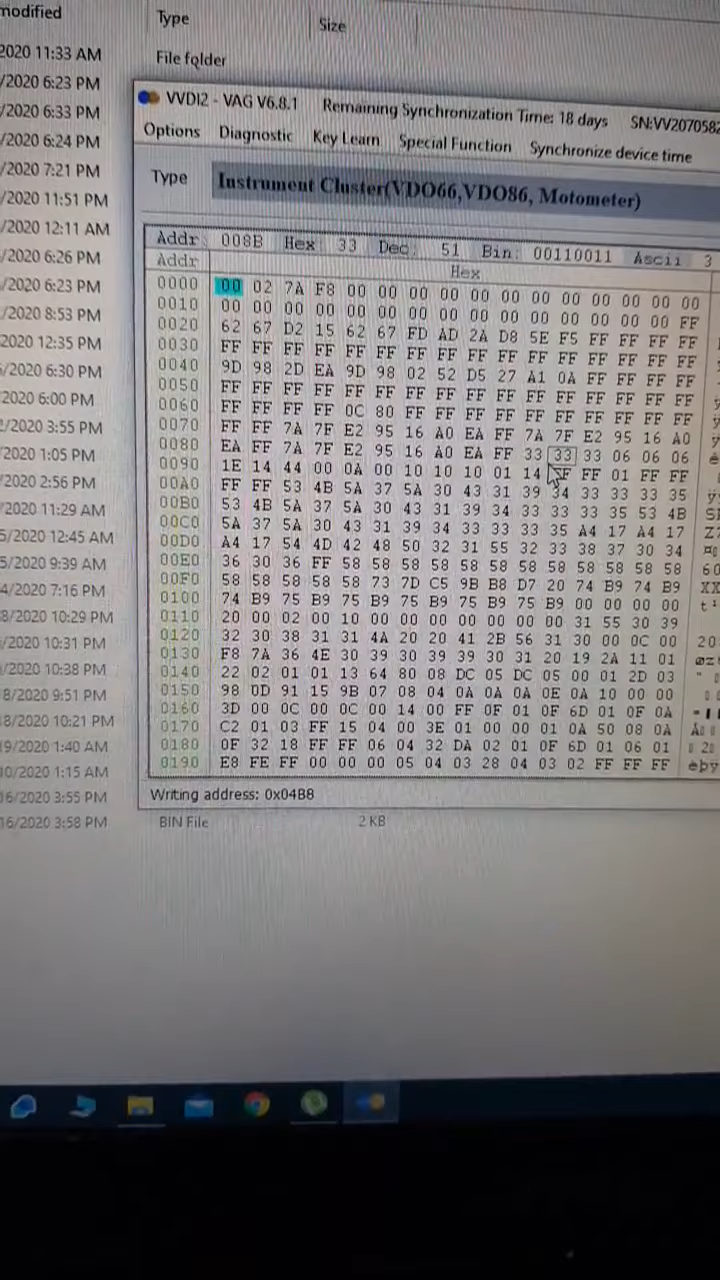 modified Type Size
2020 11:33 AM File folder
/2020 6:23 PM
/2020 6:33 PM
/2020 6:24 PM
2020 7:21 PM
2020 11:51 PM
2020 12:11 AM
/2020 6:26 PM
/2020 6:23 PM
2020 8:53 PM
2020 12:35 PM
/2020 6:30 PM
2020 6:00 PM
2/2020 3:55 PM
/2020 1:05 PM
/2020 2:56 PM
/2020 11:29 AM
5/2020 12:45 AM
5/2020 9:39 AM
4/2020 7:16 PM
8/2020 10:29 PM
/2020 10:31 PM
/2020 10:38 PM
8/2020 9:51 PM
8/2020 10:21 PM
9/2020 1:40 AM
10/2020 1:15 AM
16/2020 3:55 PM
16/2020 3:58 PM BIN File 2 KB
VVDI2 - VAG V6.8.1 Remaining Synchronization Time: 18 days SN:VV2070582
Options Diagnostic Key Learn Special Function Synchronize device time
Type Instrument Cluster(VDO66,VDO86, Motometer)
Addr: 008B Hex: 33 Dec: 51 Bin: 00110011 Ascii 3
Addr Hex
0000 00 02 7A F8 00 00 00 00 00 00 00 00 00 00 00 00
0010 00 00 00 00 00 00 00 00 00 00 00 00 00 00 00 FF
0020 62 67 D2 15 62 67 FD AD 2A D8 5E F5 FF FF FF FF
0030 FF FF FF FF FF FF FF FF FF FF FF FF FF FF FF FF
0040 9D 98 2D EA 9D 98 02 52 D5 27 A1 0A FF FF FF FF
0050 FF FF FF FF FF FF FF FF FF FF FF FF FF FF FF FF
0060 FF FF FF FF 0C 80 FF FF FF FF FF FF FF FF FF FF
0070 FF FF 7A 7F E2 95 16 A0 EA FF 7A 7F E2 95 16 A0
0080 EA FF 7A 7F E2 95 16 A0 EA FF 33 33 33 06 06 06
0090 1E 14 44 00 0A 00 10 10 10 01 14 FF FF 01 FF FF
00A0 FF FF 53 4B 5A 37 5A 30 43 31 39 34 33 33 33 35
00B0 53 4B 5A 37 5A 30 43 31 39 34 33 33 33 35 53 4B
00C0 5A 37 5A 30 43 31 39 34 33 33 33 35 A4 17 A4 17
00D0 A4 17 54 4D 42 48 50 32 31 55 32 33 38 37 30 34
00E0 36 30 36 FF 58 58 58 58 58 58 58 58 58 58 58 58
00F0 58 58 58 58 58 73 7D C5 9B B8 D7 20 74 B9 74 B9
0100 74 B9 75 B9 75 B9 75 B9 75 B9 75 B9 00 00 00 00
0110 20 00 02 00 10 00 00 00 00 00 00 00 31 55 30 39
0120 32 30 38 31 31 4A 20 20 41 2B 56 31 30 00 0C 00
0130 F8 7A 36 4E 30 39 30 39 39 30 31 20 19 2A 11 01
0140 22 02 01 01 13 64 80 08 DC 05 DC 05 00 01 2D 03
0150 98 0D 91 15 9B 07 08 04 0A 0A 0A 0E 0A 10 00 00
0160 3D 00 0C 00 0C 00 14 00 FF 0F 01 0F 6D 01 0F 0A
0170 C2 01 03 FF 15 04 00 3E 01 00 00 01 0A 50 08 0A
0180 0F 32 18 FF FF 06 04 32 DA 02 01 0F 6D 01 06 01
0190 E8 FE FF 00 00 00 05 04 03 28 04 03 02 FF FF FF
Writing address: 0x04B8